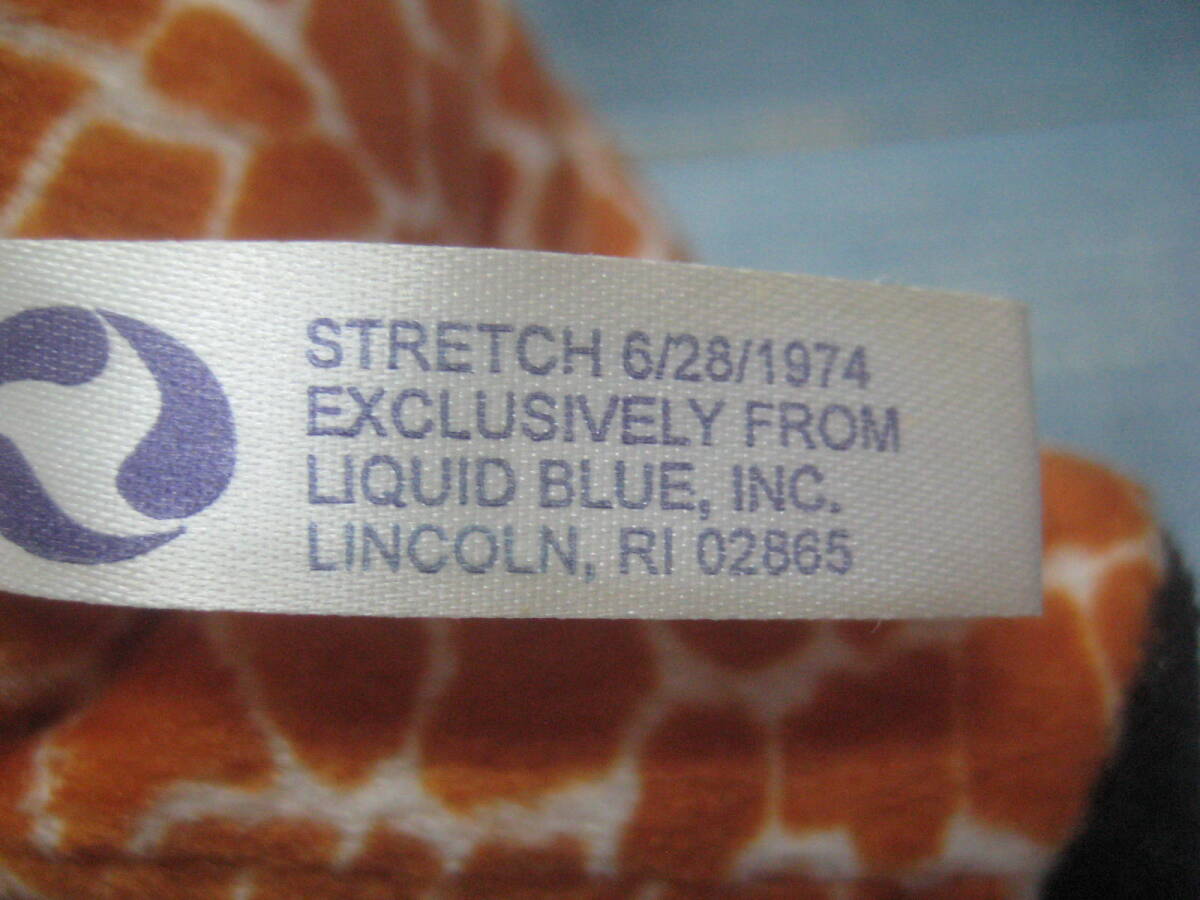 STRETCH 6/28/1974
EXCLUSIVELY FROM
LIQUID BLUE, INC.
LINCOLN, RI 02865